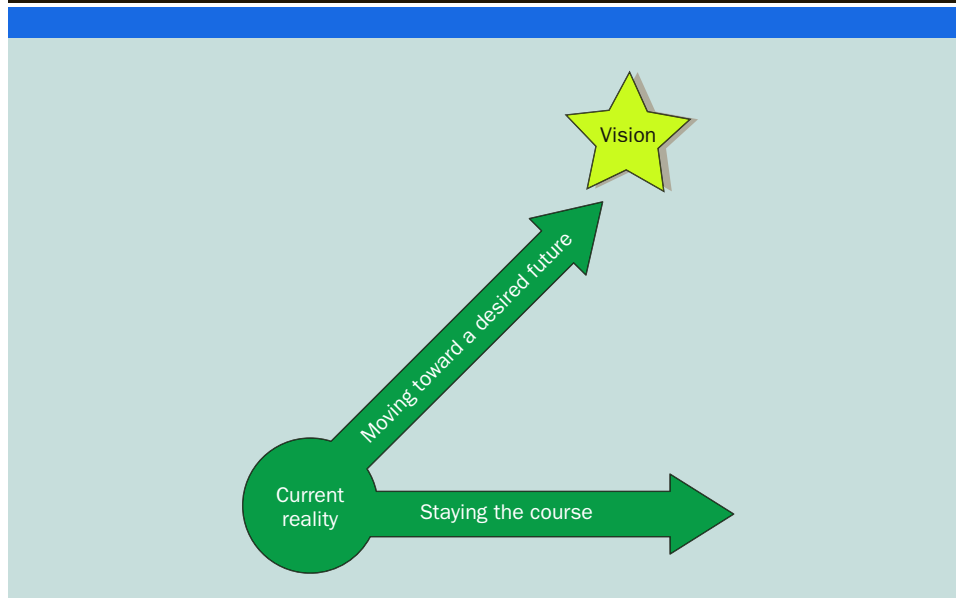 Vision
Moving toward a desired future
Current
reality
Staying the course